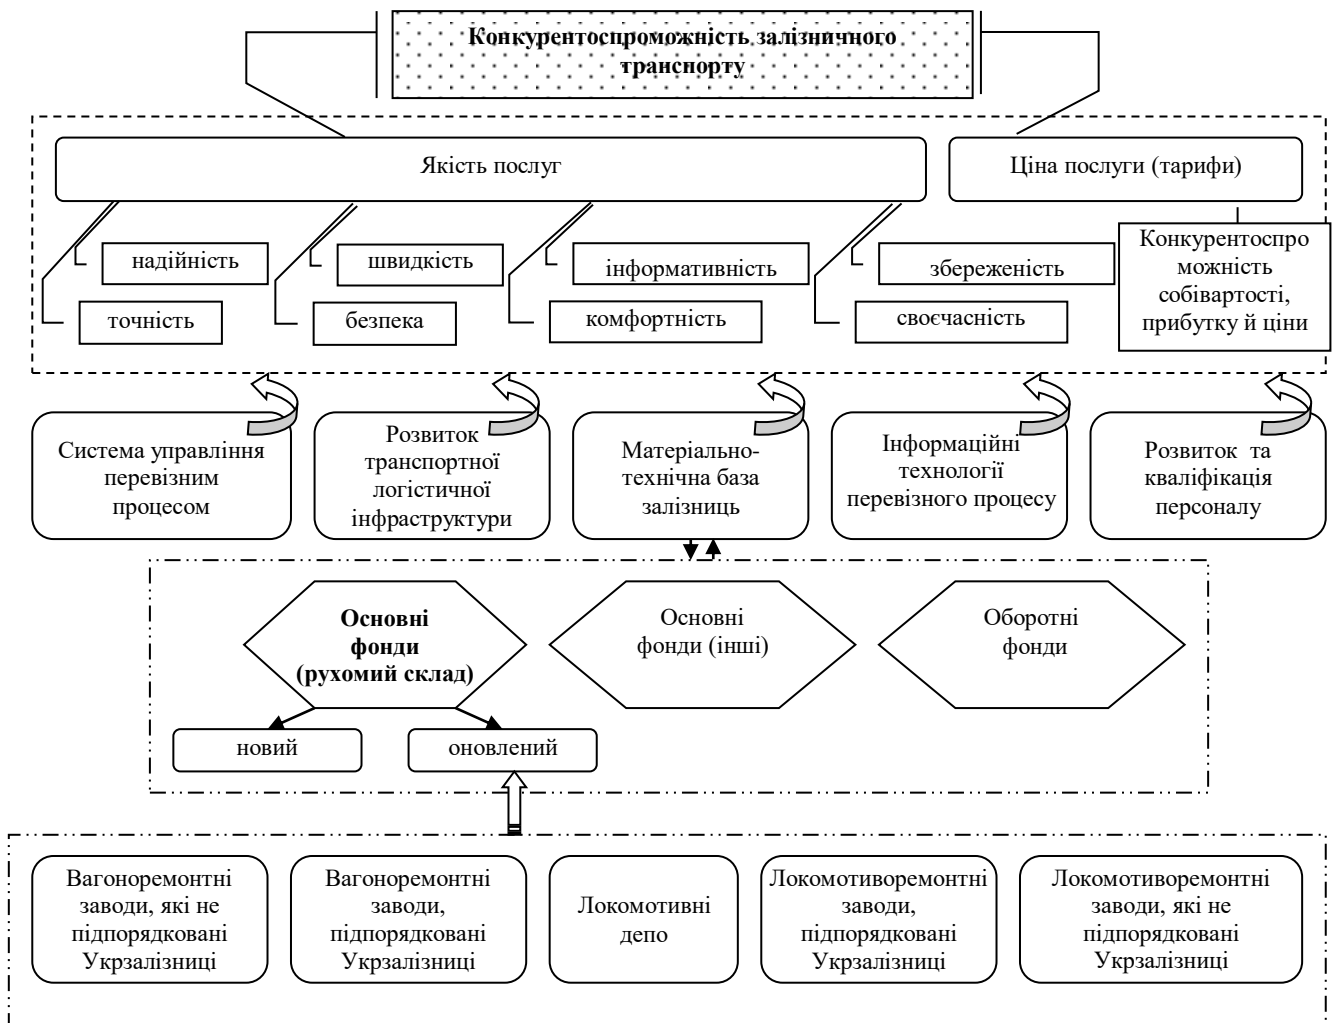 Конкурентоспроможність залізничного
транспорту
Якість послуг
Ціна послуги (тарифи)
надійність
швидкість
інформативність
збереженість
точність
безпека
комфортність
своєчасність
Конкурентоспро
можність
собівартості,
прибутку й ціни
Система управління
перевізним
процесом
Розвиток
транспортної
логістичної
інфраструктури
Матеріально-
технічна база
залізниць
Інформаційні
технології
перевізного процесу
Розвиток та
кваліфікація
персоналу
Основні
фонди
(рухомий склад)
Основні
фонди (інші)
Оборотні
фонди
новий
оновлений
Вагоноремонтні
заводи, які не
підпорядковані
Укрзалізниці
Вагоноремонтні
заводи,
підпорядковані
Укрзалізниці
Локомотивні
депо
Локомотиворемонтні
заводи,
підпорядковані
Укрзалізниці
Локомотиворемонтні
заводи, які не
підпорядковані
Укрзалізниці